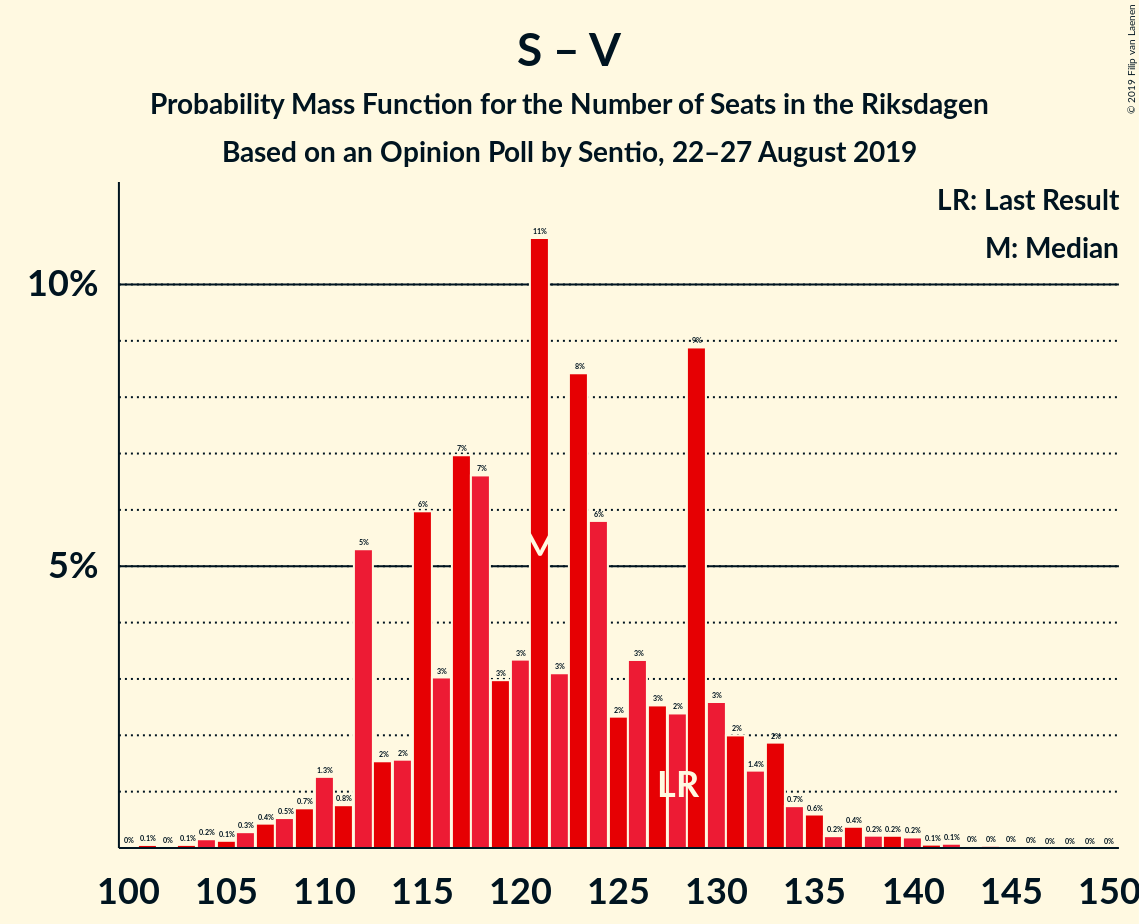 S – V
Probability Mass Function for the Number of Seats in the Riksdagen
Based on an Opinion Poll by Sentio, 22–27 August 2019
© 2019 Filip van Laenen
LR: Last Result
M: Median
10%
5%
0% 0.1% 0% 0.1% 0.2% 0.1% 0.3% 0.4% 0.5% 0.7% 1.3% 0.8% 5% 2% 2% 6% 3% 7% 7% 3% 3% 11% 3% 8% 6% 2% 3% 3% 2% 9% 3% 2% 1.4% 2% 0.7% 0.6% 0.2% 0.4% 0.2% 0.2% 0.2% 0.1% 0.1% 0% 0% 0% 0% 0% 0% 0% 0%
LR
100 105 110 115 120 125 130 135 140 145 150